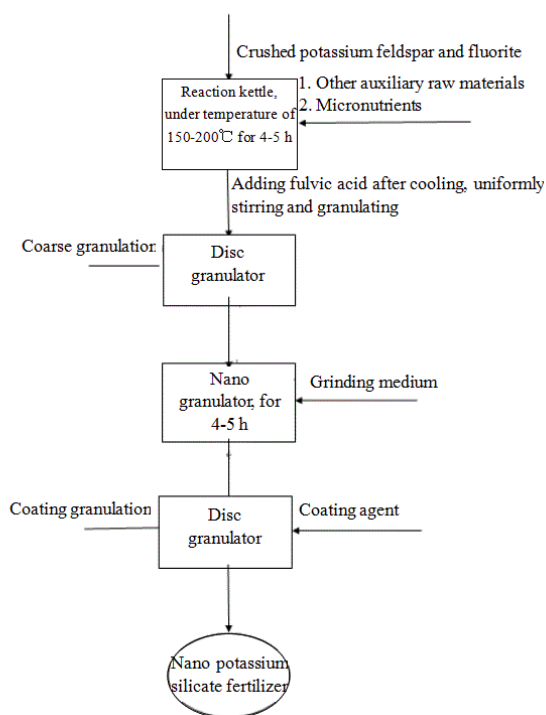 Crushed potassium feldspar and fluorite
Reaction kettle,
under temperature of
150-200℃ for 4-5 h
1. Other auxiliary raw materials
2. Micronutrients
Adding fulvic acid after cooling, uniformly
stirring and granulating
Coarse granulation
Disc
granulator
Nano
granulator, for
4-5 h
Grinding medium
Coating granulation
Disc
granulator
Coating agent
Nano potassium
silicate fertilizer